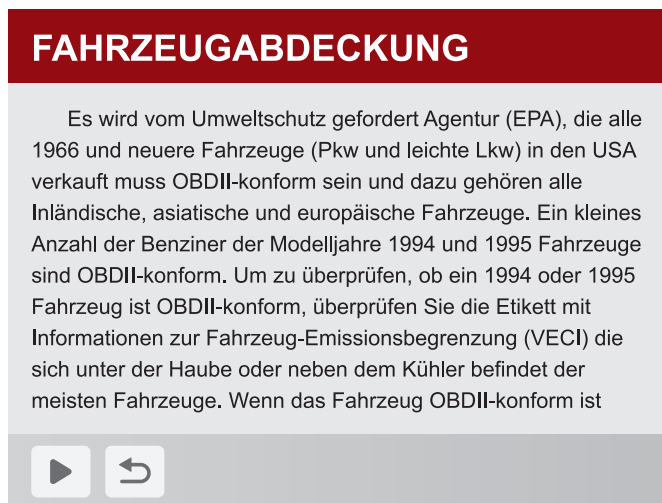 FAHRZEUGABDECKUNG
Es wird vom Umweltschutz gefordert Agentur (EPA), die alle
1966 und neuere Fahrzeuge (Pkw und leichte Lkw) in den USA
verkauft muss OBDII-konform sein und dazu gehören alle
Inländische, asiatische und europäische Fahrzeuge. Ein kleines
Anzahl der Benziner der Modelljahre 1994 und 1995 Fahrzeuge
sind OBDII-konform. Um zu überprüfen, ob ein 1994 oder 1995
Fahrzeug ist OBDII-konform, überprüfen Sie die Etikett mit
Informationen zur Fahrzeug-Emissionsbegrenzung (VECI) die
sich unter der Haube oder neben dem Kühler befindet der
meisten Fahrzeuge. Wenn das Fahrzeug OBDII-konform ist